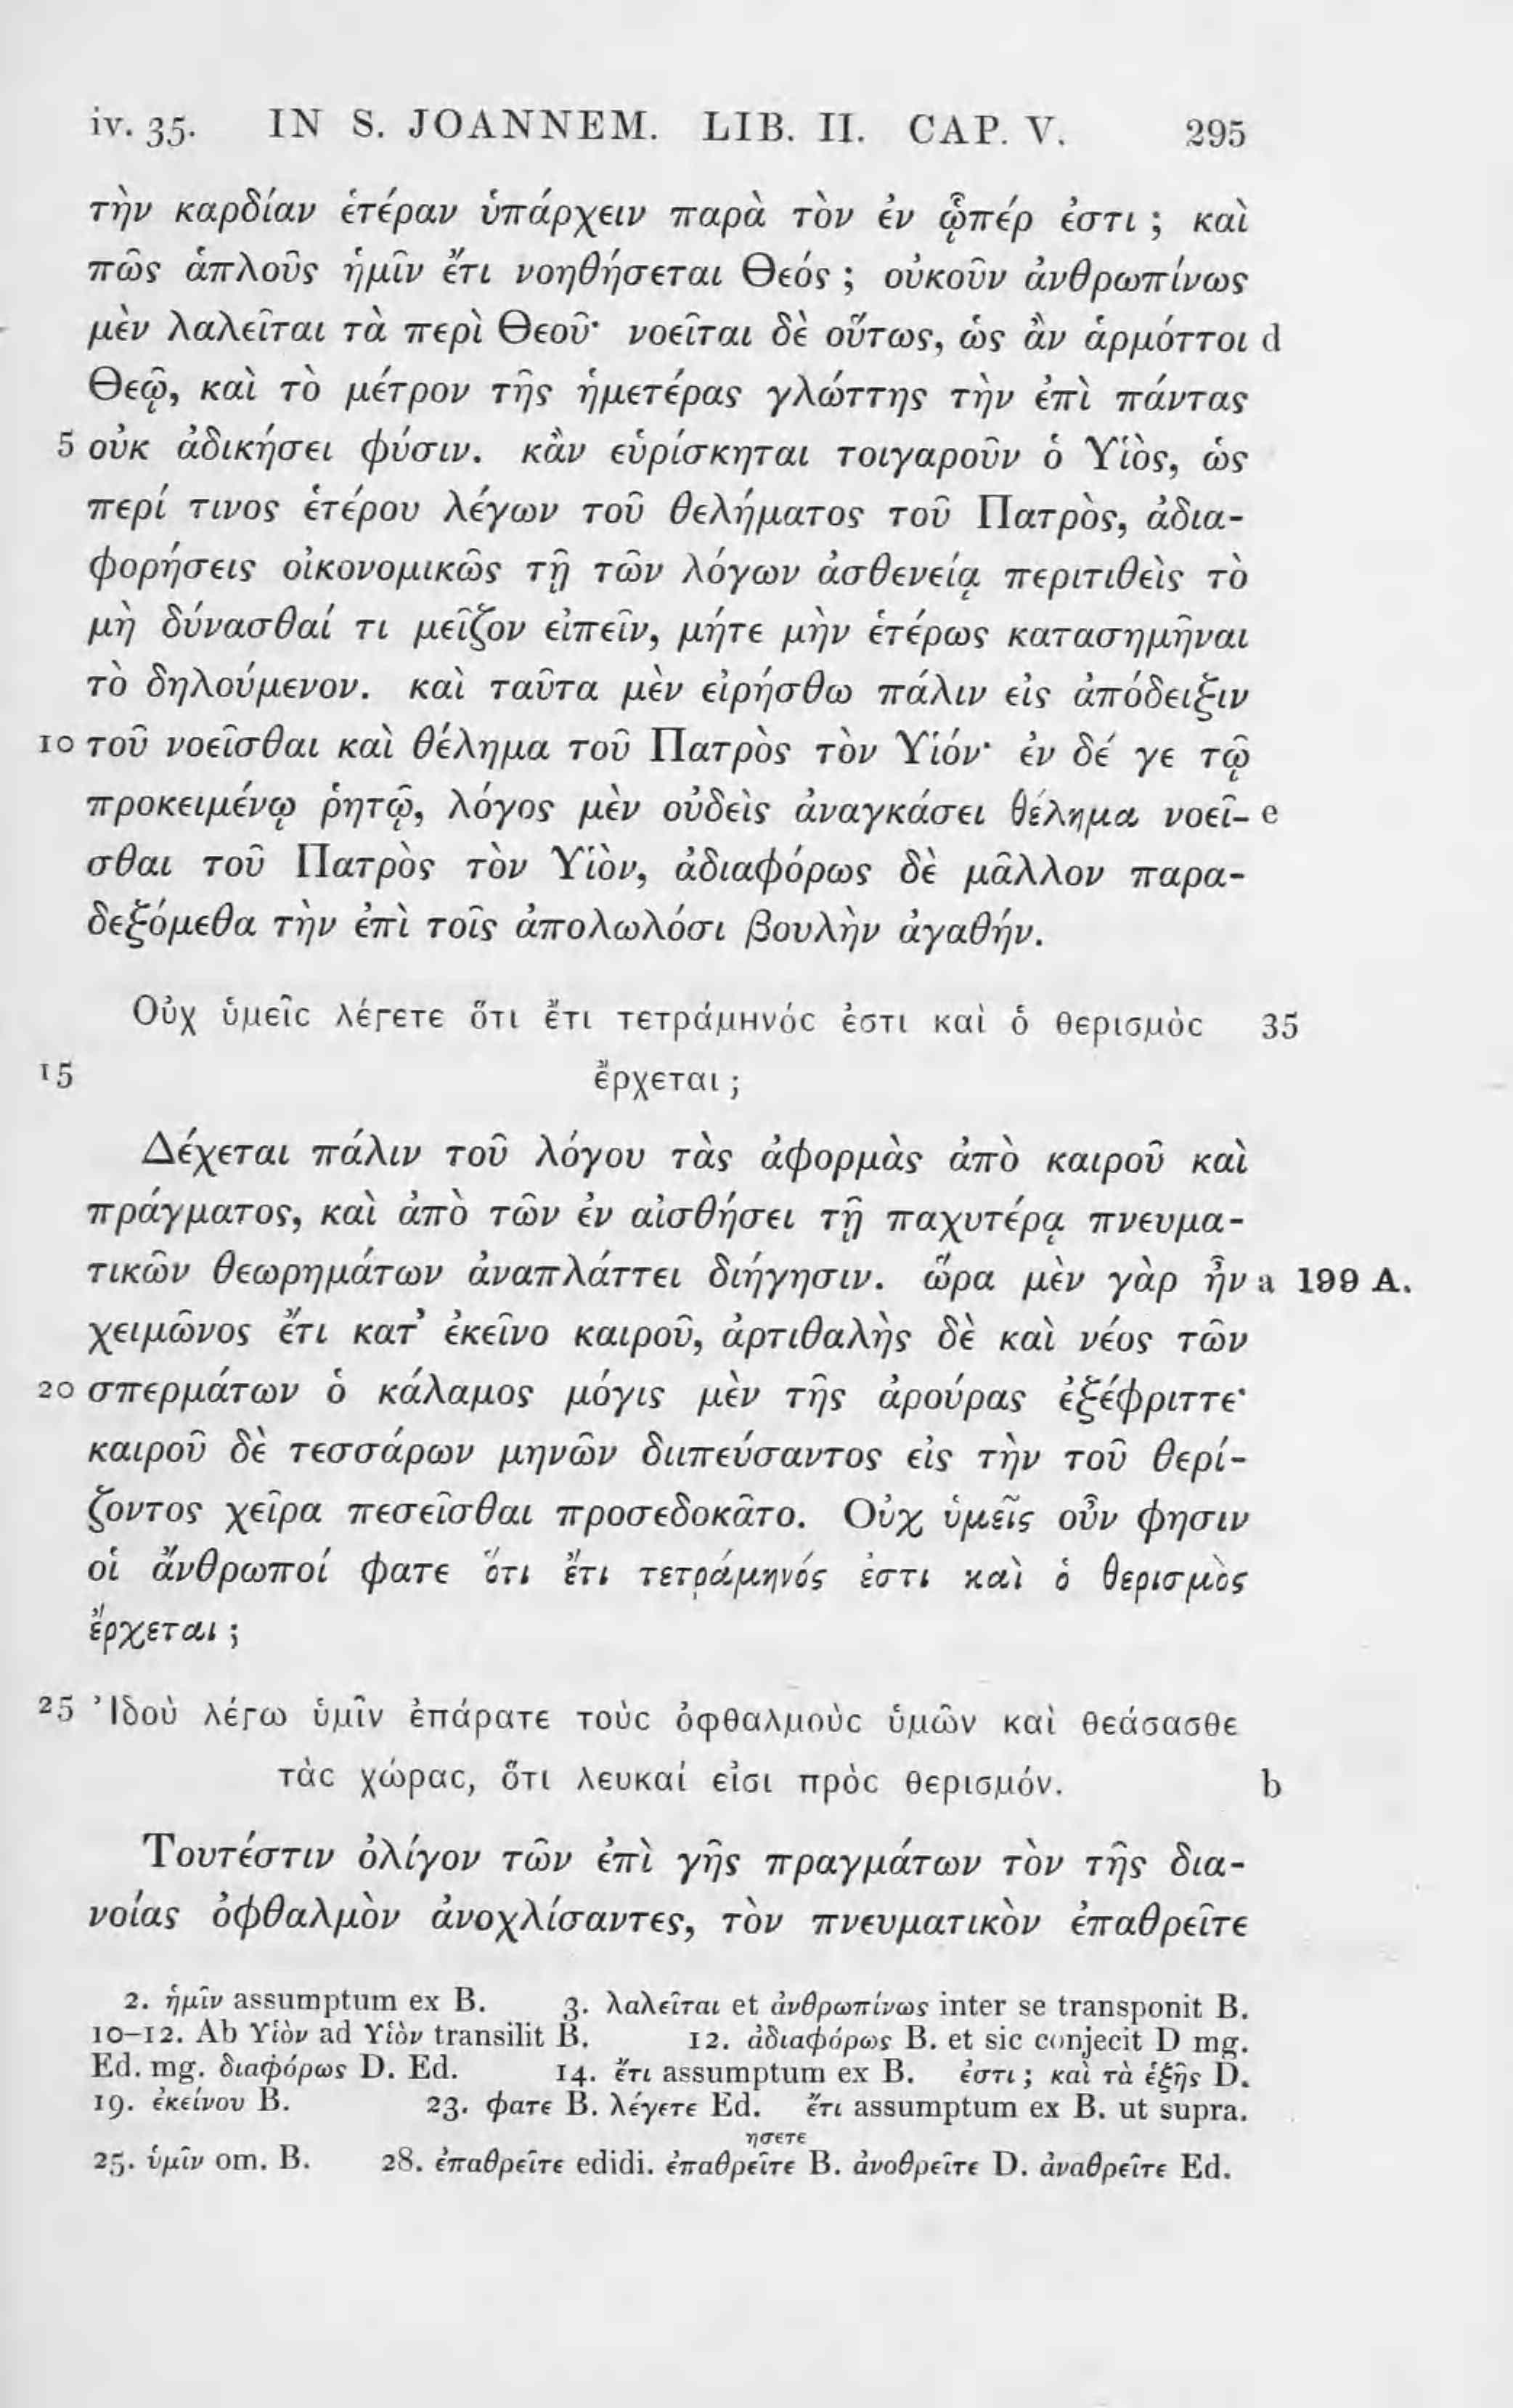 iv. 35. IN S. JOANNEM. LIB. II. CAP. V. 295
τὴν καρδίαν ἑτέραν ὑπάρχειν παρὰ τὸν ἐν ᾧπέρ ἐστι ; καὶ
πῶς ἁπλοῦς ἡμῖν ἔτι νοηθήσεται Θεός ; οὐκοῦν ἀνθρωπίνως
μὲν λαλεῖται τὰ περὶ Θεοῦ· νοεῖται δὲ οὕτως, ὡς ἂν ἁρμόττοι d
Θεῷ, καὶ τὸ μέτρον τῆς ἡμετέρας γλώττης τὴν ἐπὶ πάντας
5 οὐκ ἀδικήσει φύσιν. κἂν εὑρίσκηται τοιγαροῦν ὁ Υἱὸς, ὡς
περί τινος ἑτέρου λέγων τοῦ θελήματος τοῦ Πατρὸς, ἀδια-
φορήσεις οἰκονομικῶς τῇ τῶν λόγων ἀσθενείᾳ περιτιθεὶς τὸ
μὴ δύνασθαί τι μεῖζον εἰπεῖν, μήτε μὴν ἑτέρως κατασημῆναι
τὸ δηλούμενον. καὶ ταῦτα μὲν εἰρήσθω πάλιν εἰς ἀπόδειξιν
10 τοῦ νοεῖσθαι καὶ θέλημα τοῦ Πατρὸς τὸν Υἱόν· ἐν δέ γε τῷ
προκειμένῳ ῥητῷ, λόγος μὲν οὐδεὶς ἀναγκάσει θέλημα νοεῖ- e
σθαι τοῦ Πατρὸς τὸν Υἱὸν, ἀδιαφόρως δὲ μᾶλλον παρα-
δεξόμεθα τὴν ἐπὶ τοῖς ἀπολωλόσι βουλὴν ἀγαθήν.
Οὐχ ὑμεῖς λέγετε ὅτι ἔτι τετράμηνός ἐστι καὶ ὁ θερισμὸς 35
15 ἔρχεται ;
Δέχεται πάλιν τοῦ λόγου τὰς ἀφορμὰς ἀπὸ καιροῦ καὶ
πράγματος, καὶ ἀπὸ τῶν ἐν αἰσθήσει τῇ παχυτέρᾳ πνευμα-
τικῶν θεωρημάτων ἀναπλάττει διήγησιν. ὥρα μὲν γὰρ ἦν a 199 A.
χειμῶνος ἔτι κατ’ ἐκεῖνο καιροῦ, ἀρτιθαλὴς δὲ καὶ νέος τῶν
20 σπερμάτων ὁ κάλαμος μόγις μὲν τῆς ἀρούρας ἐξέφριττε·
καιροῦ δὲ τεσσάρων μηνῶν διιπεύσαντος εἰς τὴν τοῦ θερί-
ζοντος χεῖρα πεσεῖσθαι προσεδοκᾶτο. Οὐχ ὑμεῖς οὖν φησιν
οἱ ἄνθρωποί φατε ὅτι ἔτι τετράμηνός ἐστι καὶ ὁ θερισμὸς
ἔρχεται ;
25 Ἰδοὺ λέγω ὑμῖν ἐπάρατε τοὺς ὀφθαλμοὺς ὑμῶν καὶ θεάσασθε
τὰς χώρας, ὅτι λευκαί εἰσι πρὸς θερισμόν. b
Τουτέστιν ὀλίγον τῶν ἐπὶ γῆς πραγμάτων τὸν τῆς δια-
νοίας ὀφθαλμὸν ἀνοχλίσαντες, τὸν πνευματικὸν ἐπαθρεῖτε
2. ἡμῖν assumptum ex B. 3. λαλεῖται et ἀνθρωπίνως inter se transponit B.
10–12. Ab Υἱὸν ad Υἱὸν transilit B. 12. ἀδιαφόρως B. et sic conjecit D mg.
Ed. mg. διαφόρως D. Ed. 14. ἔτι assumptum ex B. ἐστι ; καὶ τὰ ἑξῆς D.
19. ἐκείνου B. 23. φατε B. λέγετε Ed. ἔτι assumptum ex B. ut supra.
ησετε
25. ὑμῖν om. B. 28. ἐπαθρεῖτε edidi. ἐπαθρεῖτε B. ἀνοθρεῖτε D. ἀναθρεῖτε Ed.